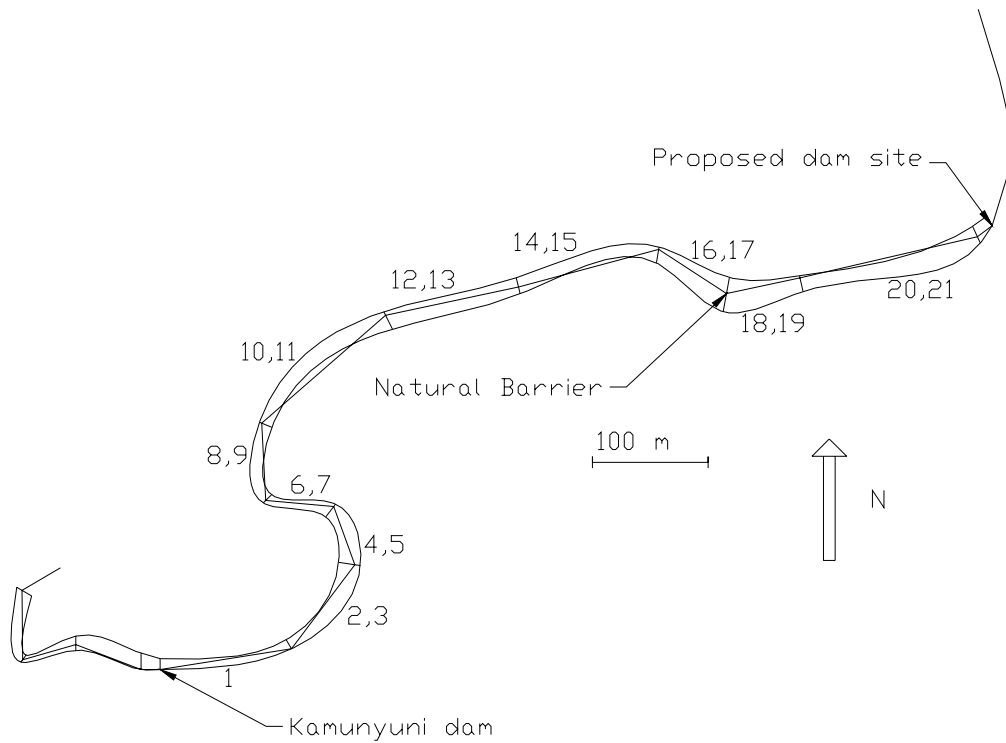 Proposed dam site
14,15
16,17
12,13
20,21
18,19
10,11
Natural Barrier
100 m
8,9
6,7
N
4,5
2,3
1
Kamunyuni dam